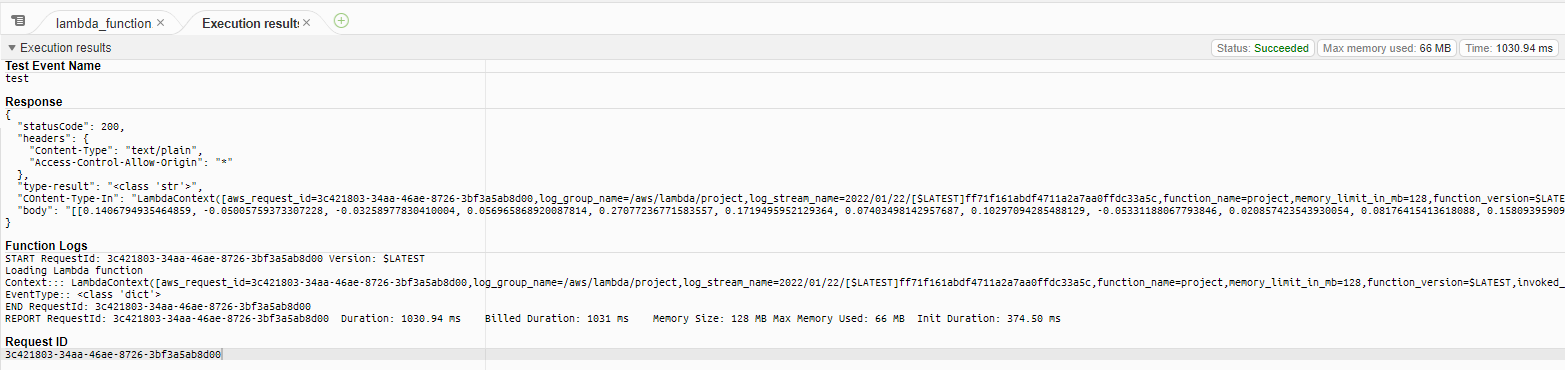 lambda_function × Execution results ×
Execution results Status: Succeeded Max memory used: 66 MB Time: 1030.94 ms
Test Event Name
test
Response
{
"statusCode": 200,
"headers": {
"Content-Type": "text/plain",
"Access-Control-Allow-Origin": "*"
},
"type-result": "<class 'str'>",
"COntent-Type-In": "LambdaContext([aws_request_id=3c421803-34aa-46ae-8726-3bf3a5ab8d00,log_group_name=/aws/lambda/project,log_stream_name=2022/01/22/[$LATEST]ff71f161abdf4711a2a7aa0ffdc33a5c,function_name=project,memory_limit_in_mb=128,function_version=$LATE
"body": "[[0.1406794935464859, -0.05005759373307228, -0.03258977830410004, 0.056965868920087814, 0.27077236771583557, 0.1719495952129364, 0.07403498142957687, 0.10297094285488129, -0.05331188067793846, 0.020857423543930054, 0.08176415413618088, 0.15809395909
}
Function Logs
START RequestId: 3c421803-34aa-46ae-8726-3bf3a5ab8d00 Version: $LATEST
Loading Lambda function
Context::: LambdaContext([aws_request_id=3c421803-34aa-46ae-8726-3bf3a5ab8d00,log_group_name=/aws/lambda/project,log_stream_name=2022/01/22/[$LATEST]ff71f161abdf4711a2a7aa0ffdc33a5c,function_name=project,memory_limit_in_mb=128,function_version=$LATEST,invoked_
EventType:: <class 'dict'>
END RequestId: 3c421803-34aa-46ae-8726-3bf3a5ab8d00
REPORT RequestId: 3c421803-34aa-46ae-8726-3bf3a5ab8d00 Duration: 1030.94 ms Billed Duration: 1031 ms Memory Size: 128 MB Max Memory Used: 66 MB Init Duration: 374.50 ms
Request ID
3c421803-34aa-46ae-8726-3bf3a5ab8d00